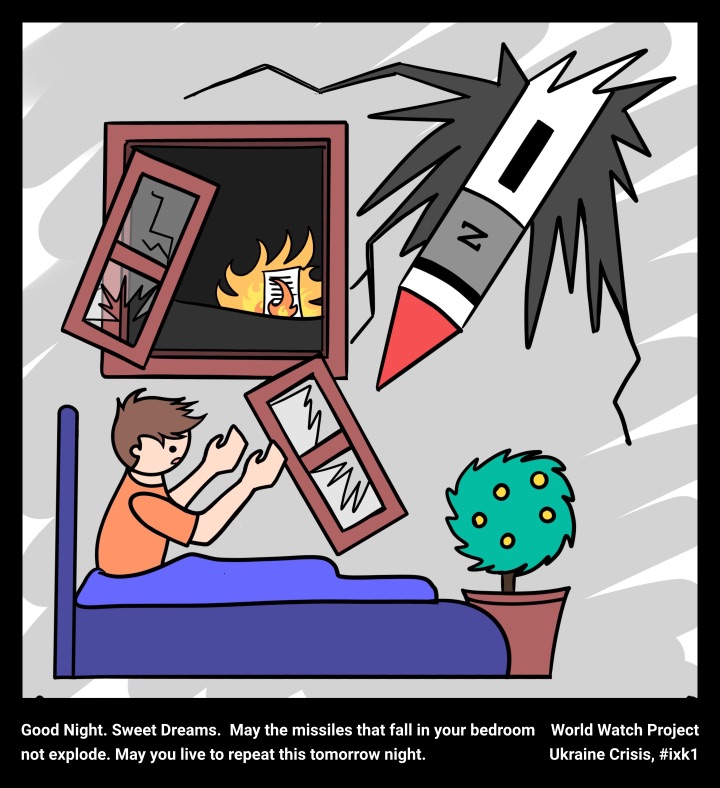 Z
Good Night. Sweet Dreams.  May the missiles that fall in your bedroom
not explode. May you live to repeat this tomorrow night.
World Watch Project
Ukraine Crisis, #ixk1